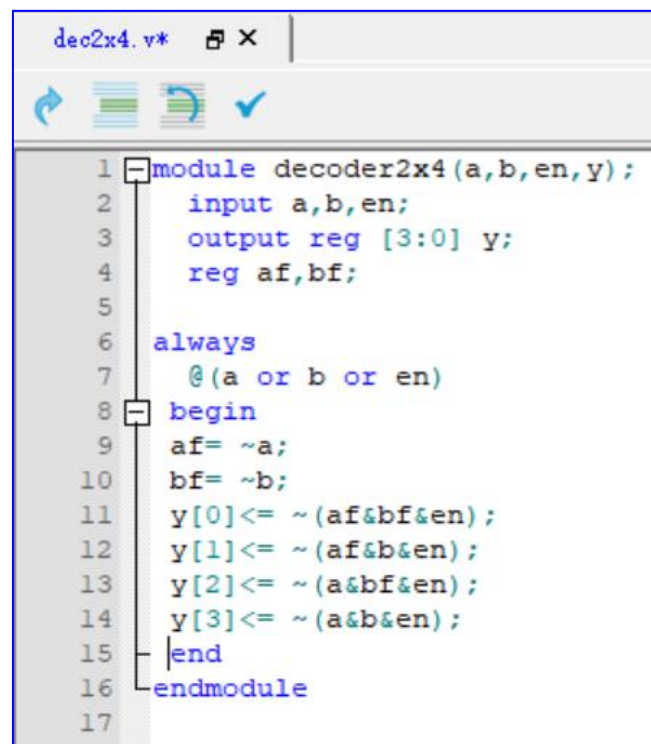 dec2x4.v*
1 module decoder2x4(a,b,en,y);
2 input a,b,en;
3 output reg [3:0] y;
4 reg af,bf;
5
6 always
7 @(a or b or en)
8 begin
9 af= ~a;
10 bf= ~b;
11 y[0]<= ~(af&bf&en);
12 y[1]<= ~(af&b&en);
13 y[2]<= ~(a&bf&en);
14 y[3]<= ~(a&b&en);
15 end
16 endmodule
17